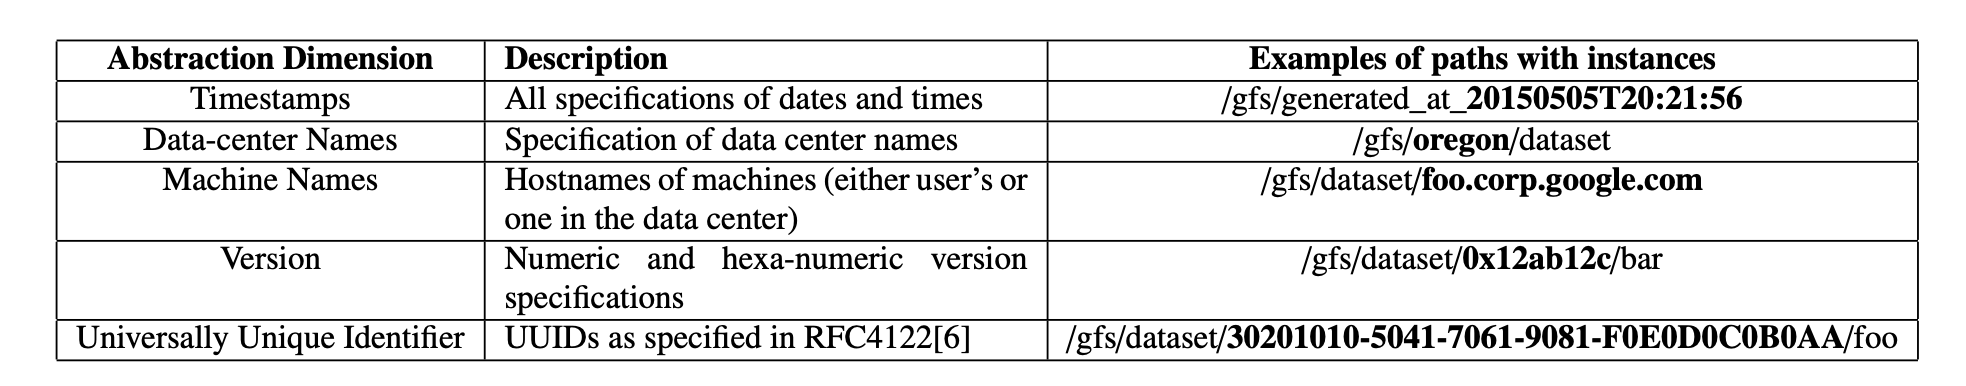 Abstraction Dimension Description Examples of paths with instances
Timestamps All specifications of dates and times /gfs/generated_at_20150505T20:21:56
Data-center Names Specification of data center names /gfs/oregon/dataset
Machine Names Hostnames of machines (either user's or /gfs/dataset/foo.corp.google.com
one in the data center)
Version Numeric and hexa-numeric version /gfs/dataset/0x12ab12c/bar
specifications
Universally Unique Identifier UUIDs as specified in RFC4122[6] /gfs/dataset/30201010-5041-7061-9081-F0E0D0C0B0AA/foo